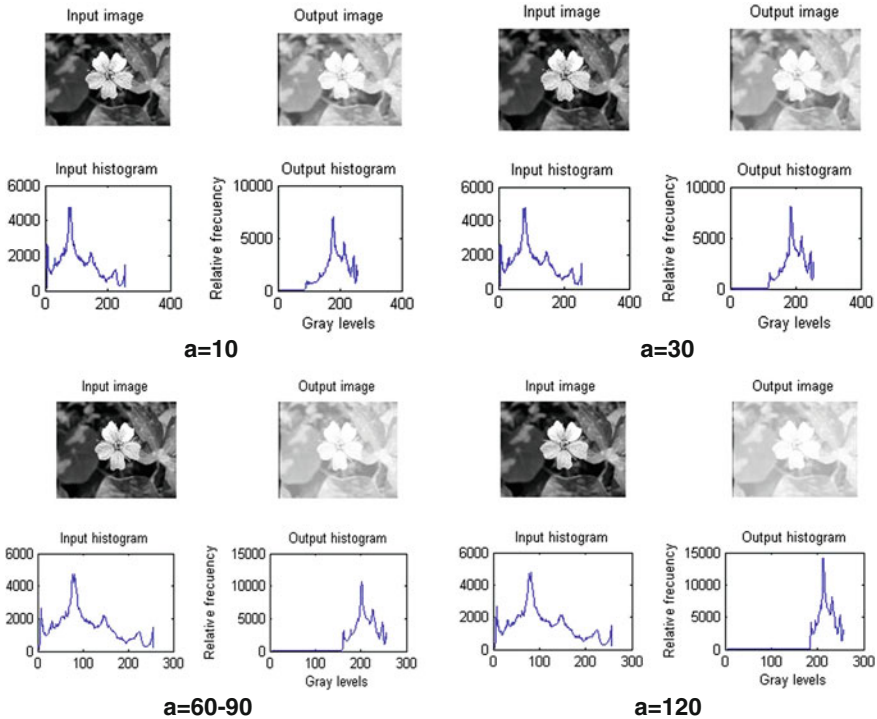 Input image
Output image
Input image
Output image
Input histogram
Output histogram
Input histogram
Output histogram
6000
4000
2000
0
0 200 400
Relative frecuency
10000
5000
0
0 200 400
Gray levels
6000
4000
2000
0
0 200 400
Relative frecuency
10000
5000
0
0 200 400
Gray levels
a=10
a=30
Input image
Output image
Input image
Output image
Input histogram
Output histogram
Input histogram
Output histogram
6000
4000
2000
0
0 100 200 300
Relative frecuency
15000
10000
5000
0
0 100 200 300
Gray levels
6000
4000
2000
0
0 100 200 300
Relative frecuency
15000
10000
5000
0
0 100 200 300
Gray levels
a=60-90
a=120